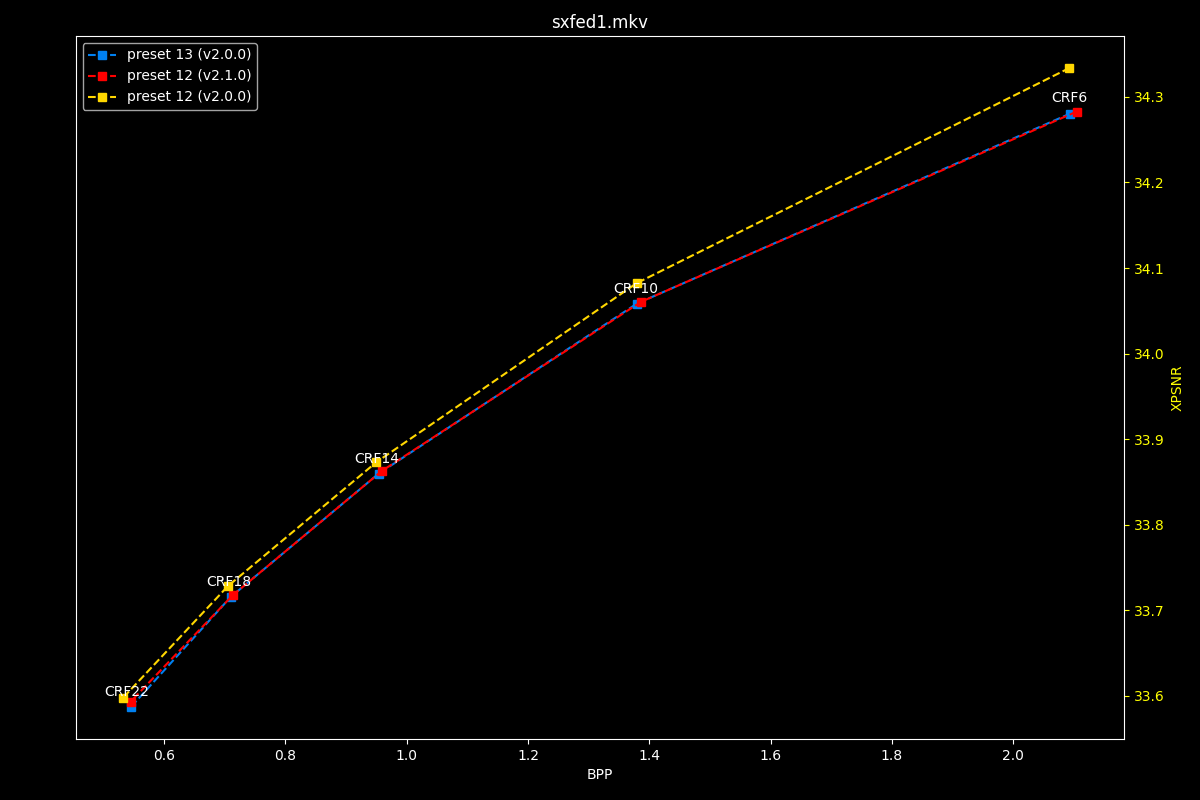 sxfed1.mkv
preset 13 (v2.0.0)
preset 12 (v2.1.0)
preset 12 (v2.0.0)
CRF6
CRF10
CRF14
CRF18
CRF22
34.3
34.2
34.1
34.0
33.9
33.8
33.7
33.6
XPSNR
0.6 0.8 1.0 1.2 1.4 1.6 1.8 2.0
BPP